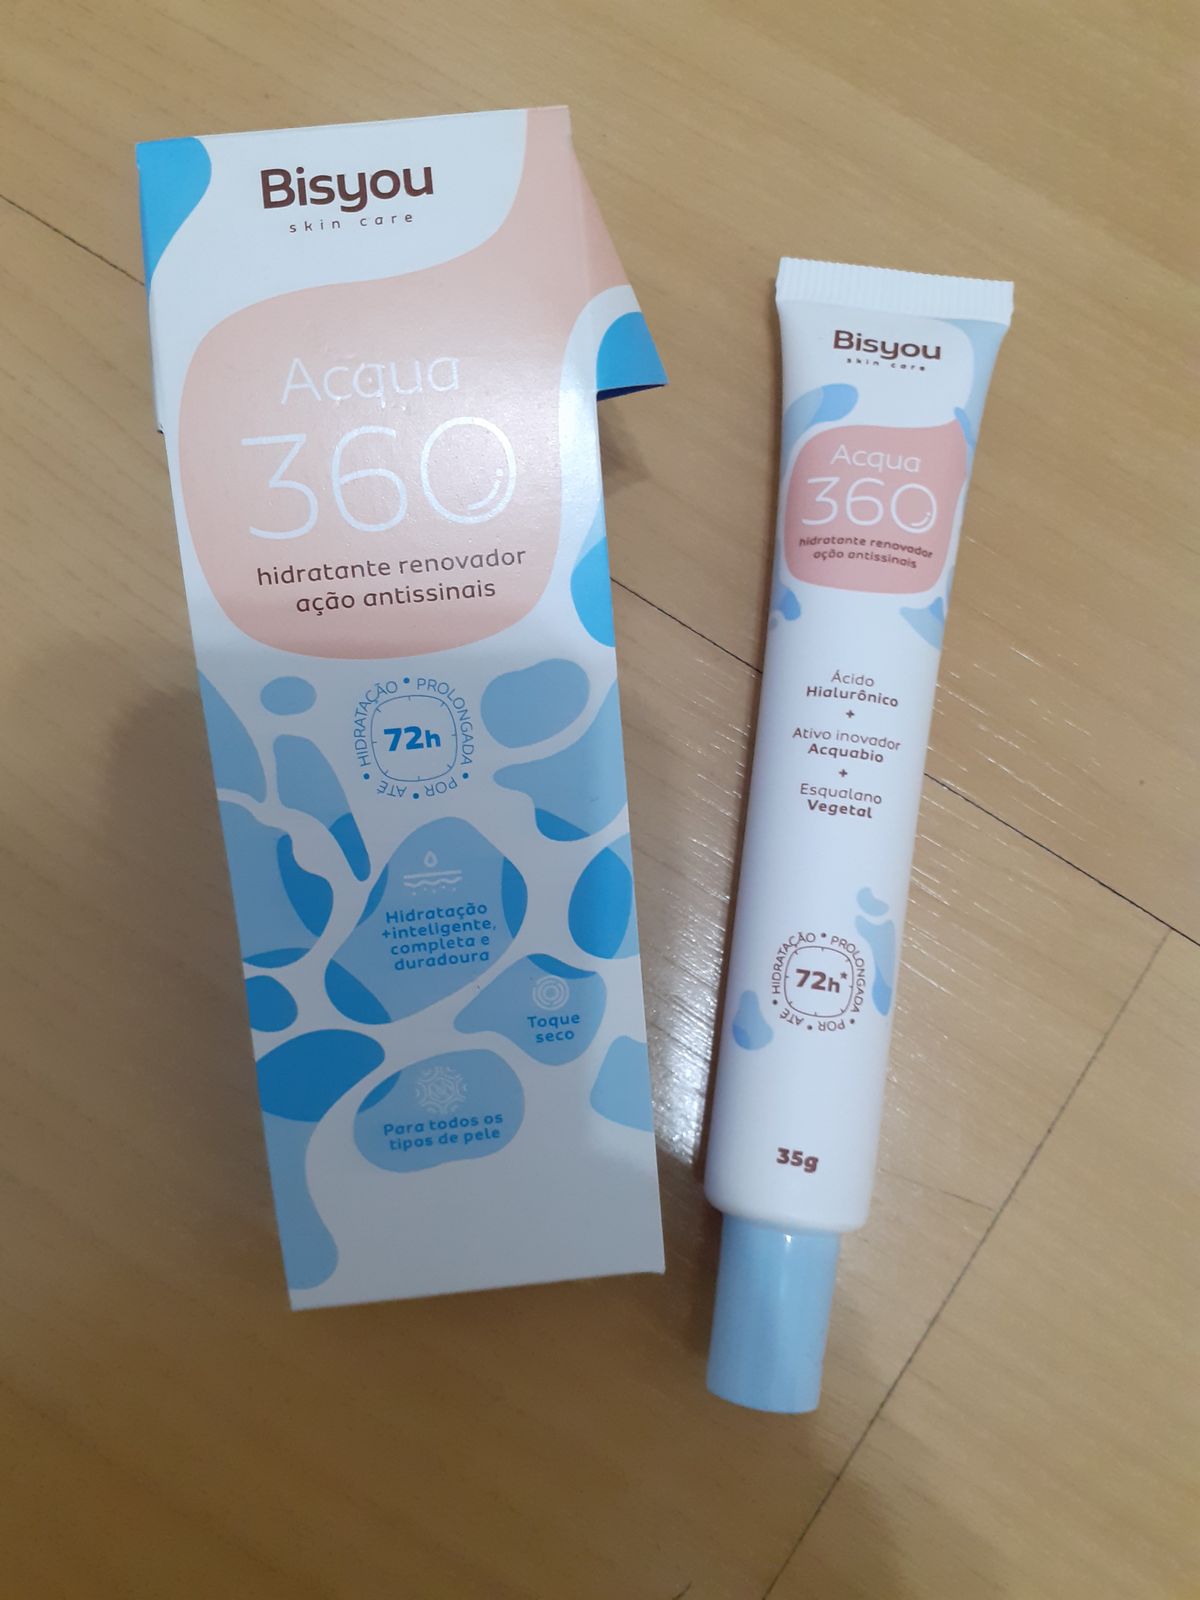 Bisyou
skin care
Acqua
360
hidratante renovador
ação antissinais
HIDRATAÇÃO • PROLONGADA • POR • ATÉ •
72h
Hidratação
+inteligente,
completa e
duradoura
Toque
seco
Para todos os
tipos de pele
Bisyou
skin care
Acqua
360
hidratante renovador
ação antissinais
Ácido
Hialurônico
+
Ativo inovador
Acquabio
+
Esqualano
Vegetal
HIDRATAÇÃO • PROLONGADA • POR • ATÉ •
72h*
35g